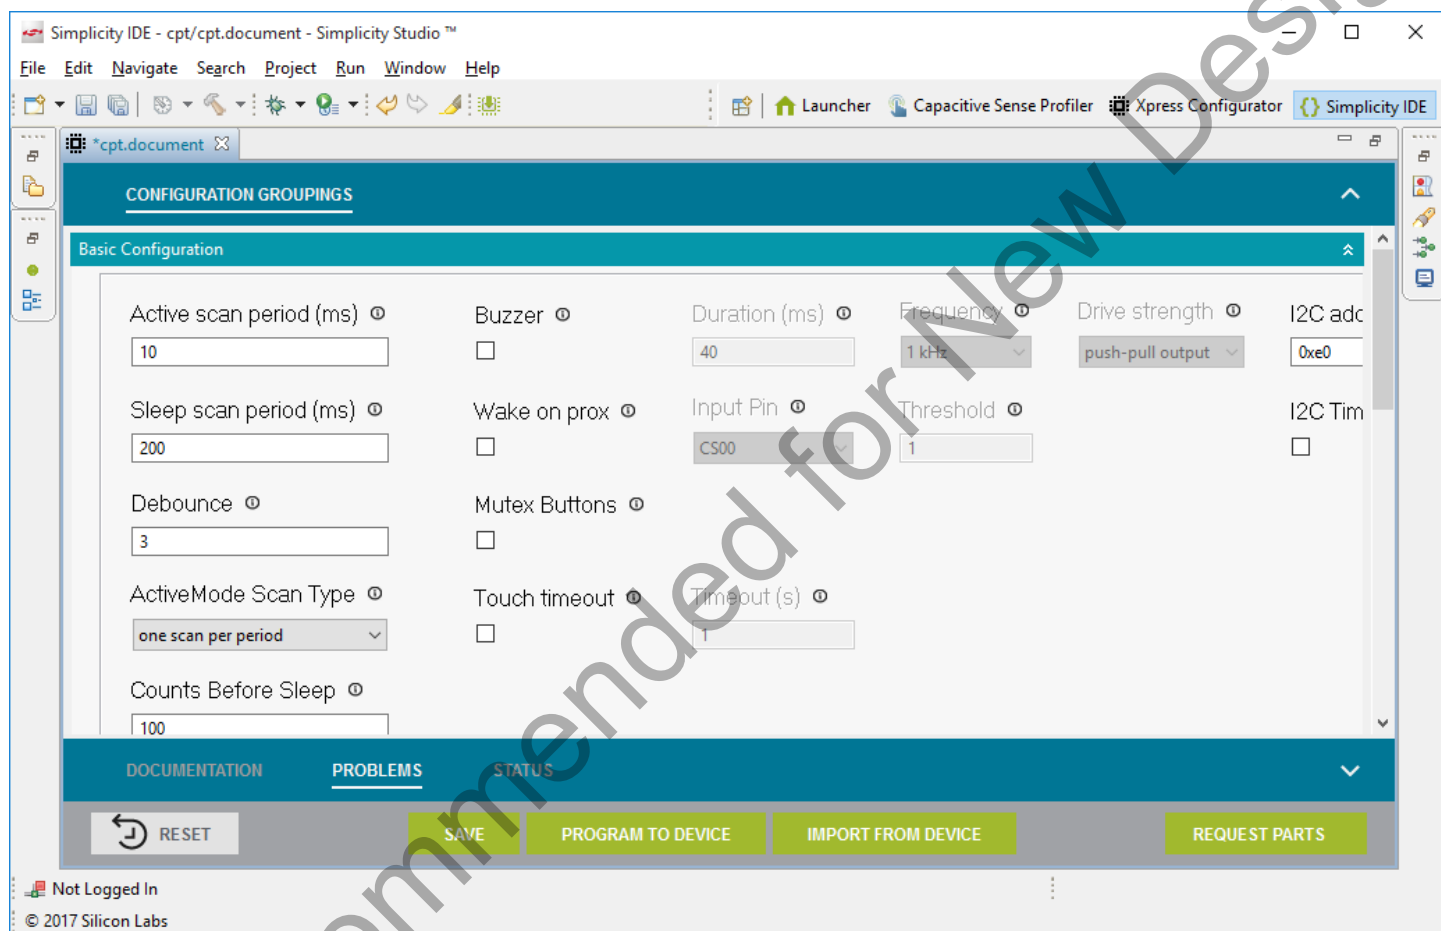 Simplicity IDE - cpt/cpt.document - Simplicity Studio ™
File Edit Navigate Search Project Run Window Help
Launcher Capacitive Sense Profiler Xpress Configurator {} Simplicity IDE
*cpt.document
CONFIGURATION GROUPINGS
Basic Configuration
Active scan period (ms) Buzzer Duration (ms) Frequency Drive strength I2C add
10 40 1 kHz push-pull output 0xe0
Sleep scan period (ms) Wake on prox Input Pin Threshold I2C Tim
200 CS00 1
Debounce Mutex Buttons
3
ActiveMode Scan Type Touch timeout Timeout (s)
one scan per period 1
Counts Before Sleep
100
DOCUMENTATION PROBLEMS STATUS
RESET SAVE PROGRAM TO DEVICE IMPORT FROM DEVICE REQUEST PARTS
Not Logged In
© 2017 Silicon Labs
ommended for New Desig